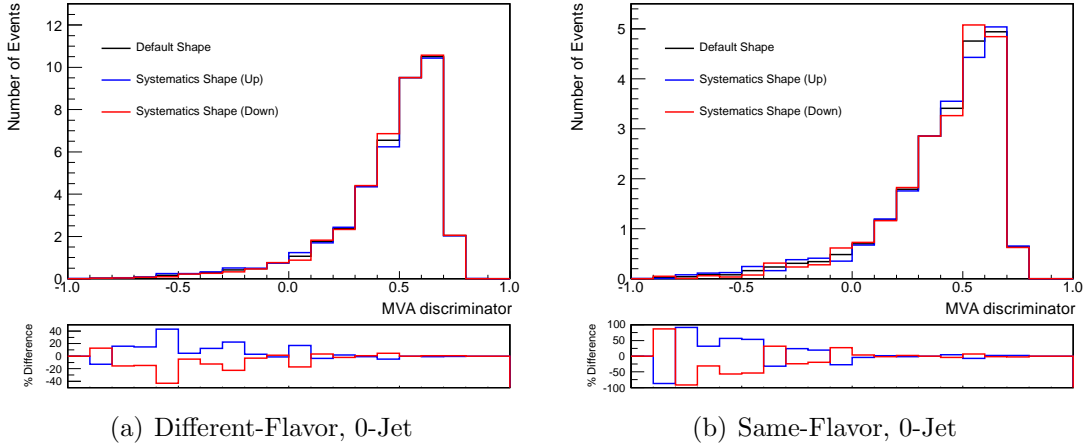 Number of Events
12
10
8
6
4
2
0
Default Shape
Systematics Shape (Up)
Systematics Shape (Down)
-1.0 -0.5 0.0 0.5 1.0
MVA discriminator
% Difference
40
20
0
-20
-40
(a) Different-Flavor, 0-Jet
Number of Events
5
4
3
2
1
0
Default Shape
Systematics Shape (Up)
Systematics Shape (Down)
-1.0 -0.5 0.0 0.5 1.0
MVA discriminator
% Difference
100
50
0
-50
-100
(b) Same-Flavor, 0-Jet